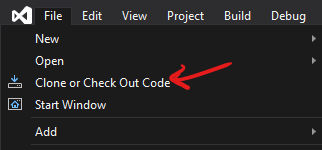 File Edit View Project Build Debug
New
Open
Clone or Check Out Code
Start Window
Add